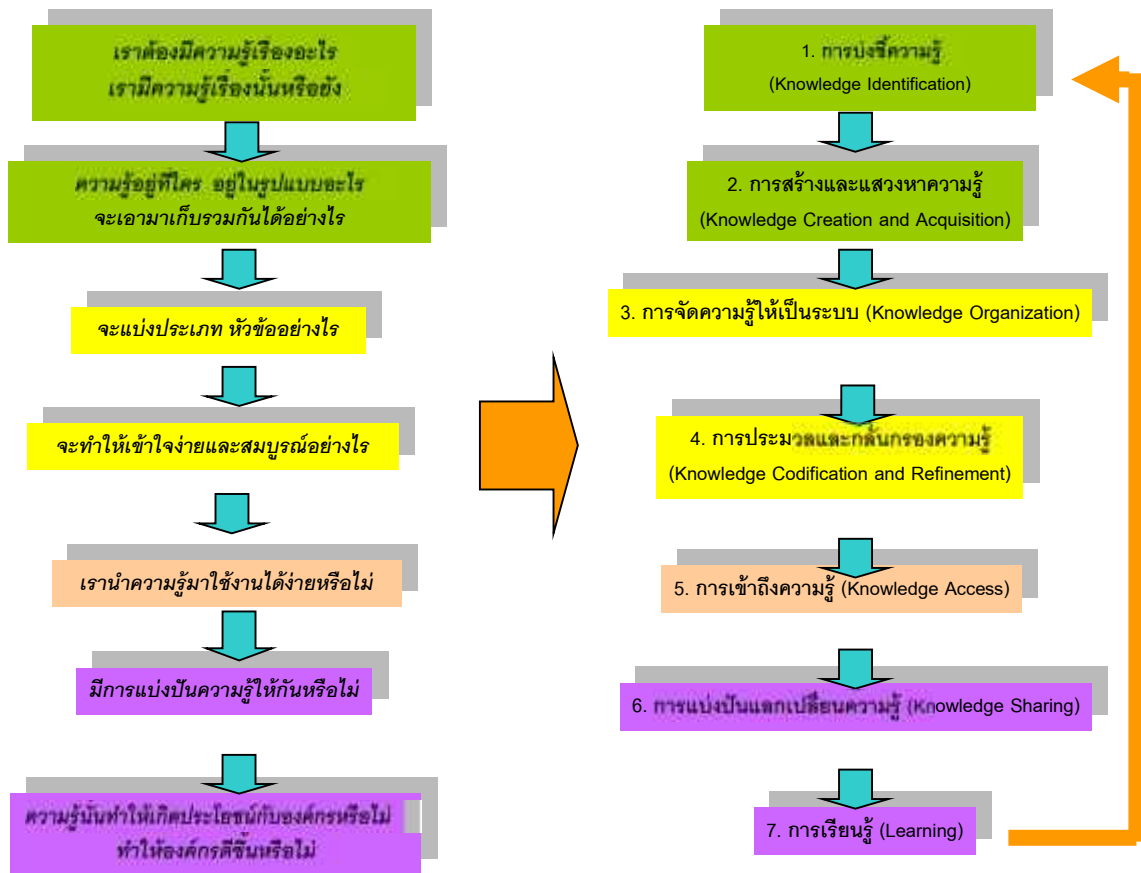 เราต้องมีความรู้เรื่องอะไร
เรามีความรู้เรื่องนั้นหรือยัง
ความรู้อยู่ที่ใคร อยู่ในรูปแบบอะไร
จะเอามาเก็บรวมกันได้อย่างไร
จะแบ่งประเภท หัวข้ออย่างไร
จะทำให้เข้าใจง่ายและสมบูรณ์อย่างไร
เรานำความรู้มาใช้งานได้ง่ายหรือไม่
มีการแบ่งปันความรู้ให้กันหรือไม่
ความรู้นั้นทำให้เกิดประโยชน์กับองค์กรหรือไม่
ทำให้องค์กรดีขึ้นหรือไม่
1. การบ่งชี้ความรู้
(Knowledge Identification)
2. การสร้างและแสวงหาความรู้
(Knowledge Creation and Acquisition)
3. การจัดความรู้ให้เป็นระบบ (Knowledge Organization)
4. การประมวลและกลั่นกรองความรู้
(Knowledge Codification and Refinement)
5. การเข้าถึงความรู้ (Knowledge Access)
6. การแบ่งปันแลกเปลี่ยนความรู้ (Knowledge Sharing)
7. การเรียนรู้ (Learning)